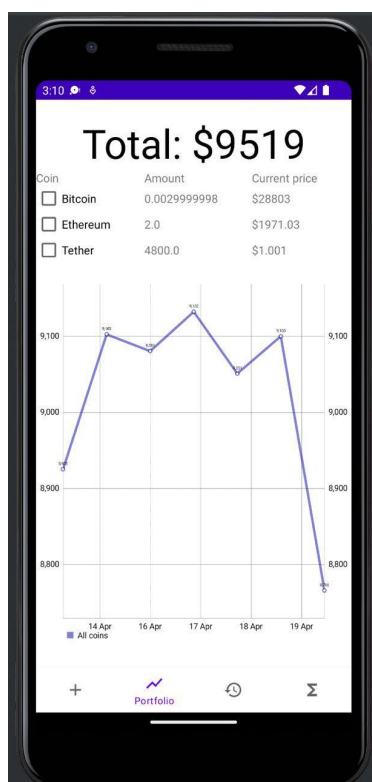 3:10
Total: $9519
Coin Amount Current price
Bitcoin 0.0029999998 $28803
Ethereum 2.0 $1971.03
Tether 4800.0 $1.001
9,100 9,100
9,000 9,000
8,900 8,900
8,800 8,800
14 Apr 16 Apr 17 Apr 18 Apr 19 Apr
All coins
Portfolio